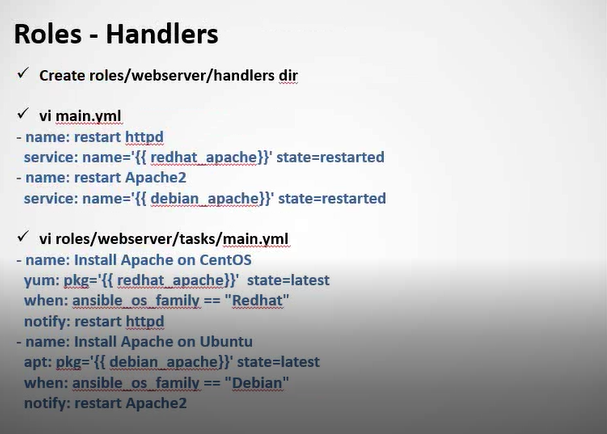 Roles - Handlers
✓ Create roles/webserver/handlers dir
✓ vi main.yml
- name: restart httpd
service: name='{{ redhat_apache}}' state=restarted
- name: restart Apache2
service: name='{{ debian_apache}}' state=restarted
✓ vi roles/webserver/tasks/main.yml
- name: Install Apache on CentOS
yum: pkg='{{ redhat_apache}}' state=latest
when: ansible_os_family == "Redhat"
notify: restart httpd
- name: Install Apache on Ubuntu
apt: pkg='{{ debian_apache}}' state=latest
when: ansible_os_family == "Debian"
notify: restart Apache2